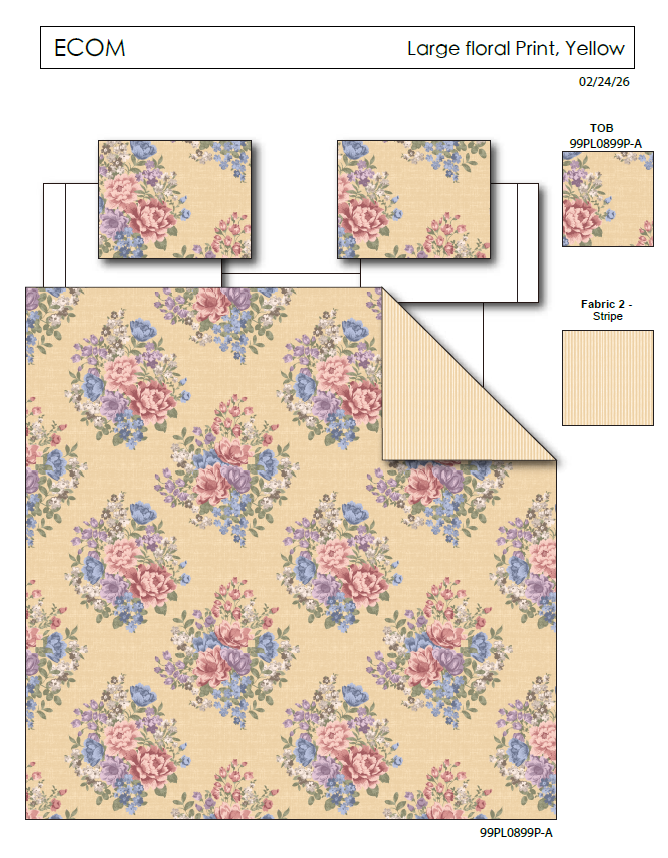 ECOM
Large floral Print, Yellow
02/24/26
TOB
99PL0899P-A
Fabric 2 -
Stripe
99PL0899P-A